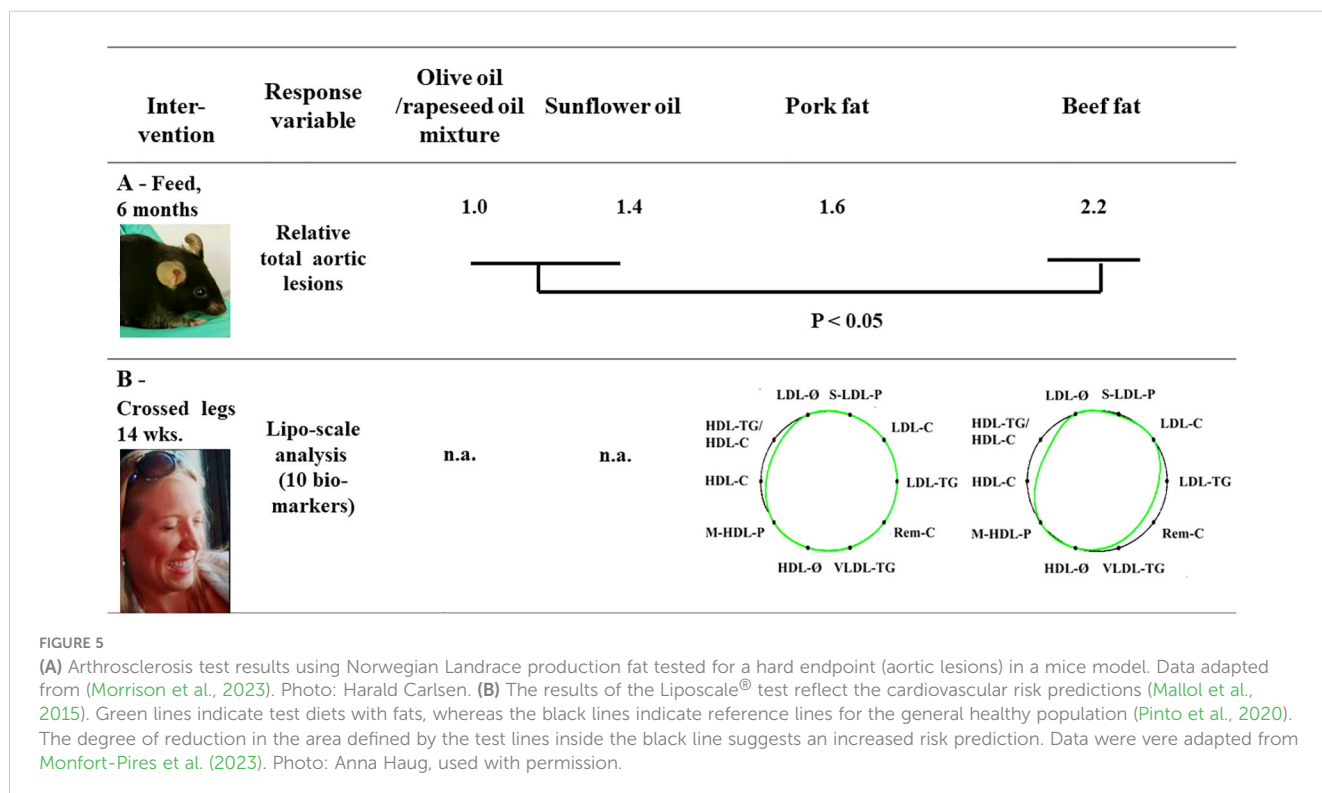 Inter-
vention
Response
variable
Olive oil
/rapeseed oil
mixture
Sunflower oil
Pork fat
Beef fat
A - Feed,
6 months
Relative
total aortic
lesions
1.0
1.4
1.6
2.2
P < 0.05
B -
Crossed legs
14 wks.
Lipo-scale
analysis
(10 bio-
markers)
n.a.
n.a.
LDL-Ø S-LDL-P
HDL-TG/
HDL-C
LDL-C
HDL-C
LDL-TG
M-HDL-P
Rem-C
HDL-Ø VLDL-TG
LDL-Ø S-LDL-P
HDL-TG/
HDL-C
LDL-C
HDL-C
LDL-TG
M-HDL-P
Rem-C
HDL-Ø VLDL-TG
FIGURE 5
(A) Arthrosclerosis test results using Norwegian Landrace production fat tested for a hard endpoint (aortic lesions) in a mice model. Data adapted
from (Morrison et al., 2023). Photo: Harald Carlsen. (B) The results of the Liposcale® test reflect the cardiovascular risk predictions (Mallol et al.,
2015). Green lines indicate test diets with fats, whereas the black lines indicate reference lines for the general healthy population (Pinto et al., 2020).
The degree of reduction in the area defined by the test lines inside the black line suggests an increased risk prediction. Data were vere adapted from
Monfort-Pires et al. (2023). Photo: Anna Haug, used with permission.